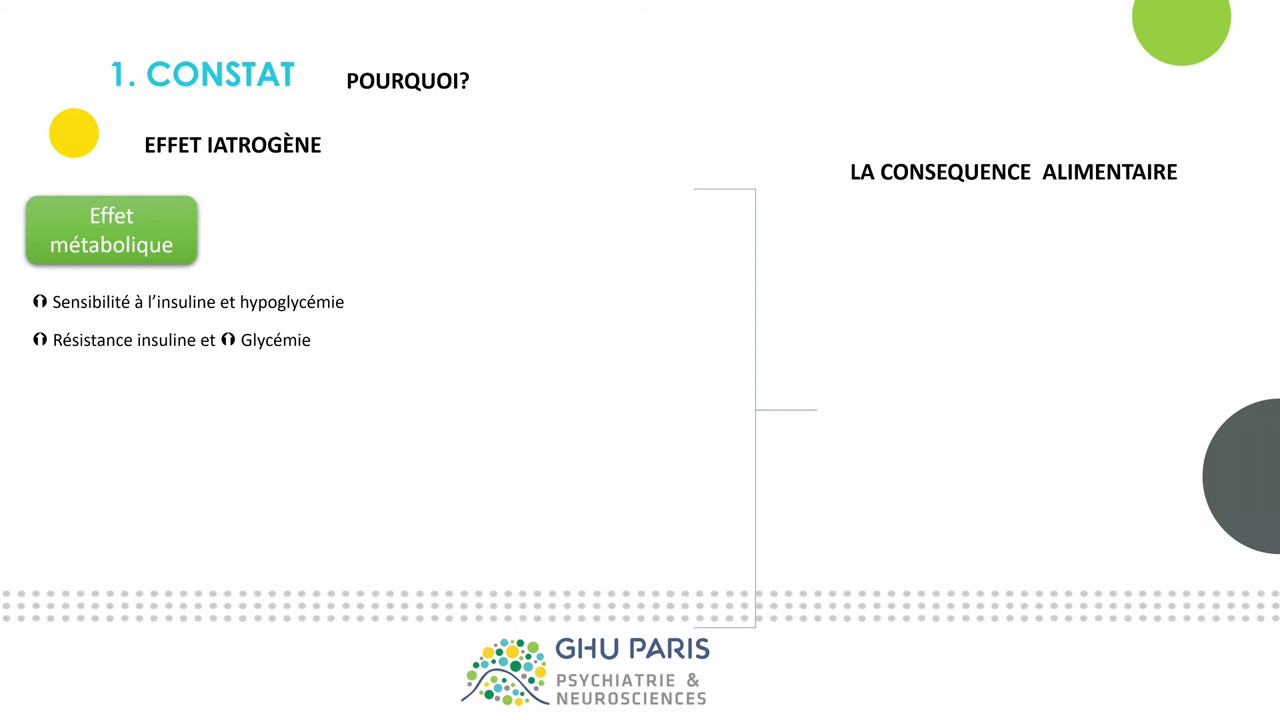 1. CONSTAT
POURQUOI?
EFFET IATROGÈNE
LA CONSEQUENCE ALIMENTAIRE
Effet
métabolique
Sensibilité à l’insuline et hypoglycémie
Résistance insuline et Glycémie
GHU PARIS
PSYCHIATRIE &
NEUROSCIENCES